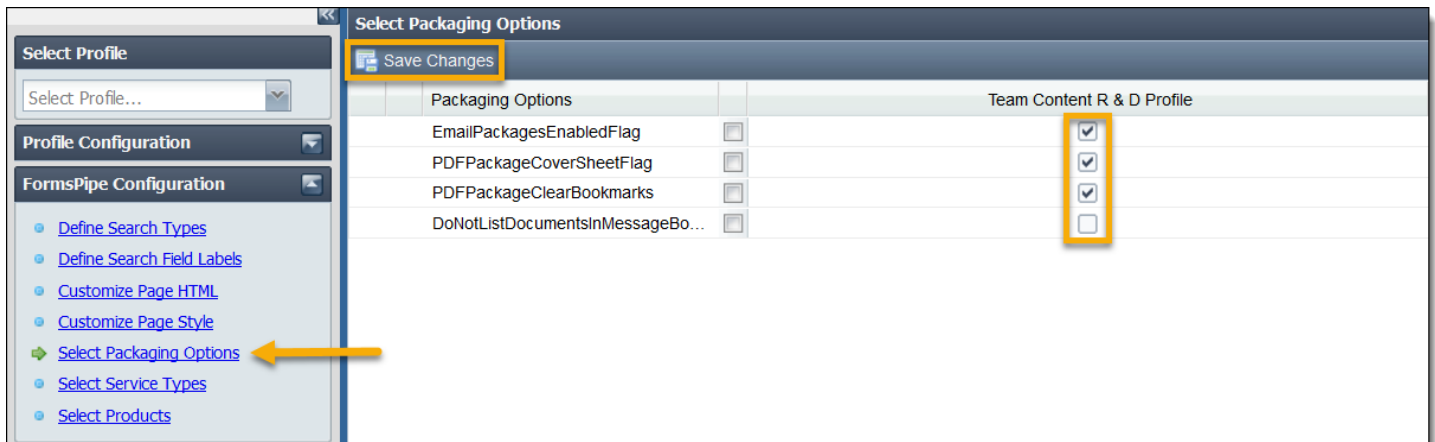 Select Profile
Select Profile...
Profile Configuration
FormsPipe Configuration
Define Search Types
Define Search Field Labels
Customize Page HTML
Customize Page Style
Select Packaging Options
Select Service Types
Select Products
Select Packaging Options
Save Changes
Packaging Options Team Content R & D Profile
EmailPackagesEnabledFlag
PDFPackageCoverSheetFlag
PDFPackageClearBookmarks
DoNotListDocumentsInMessageBo...